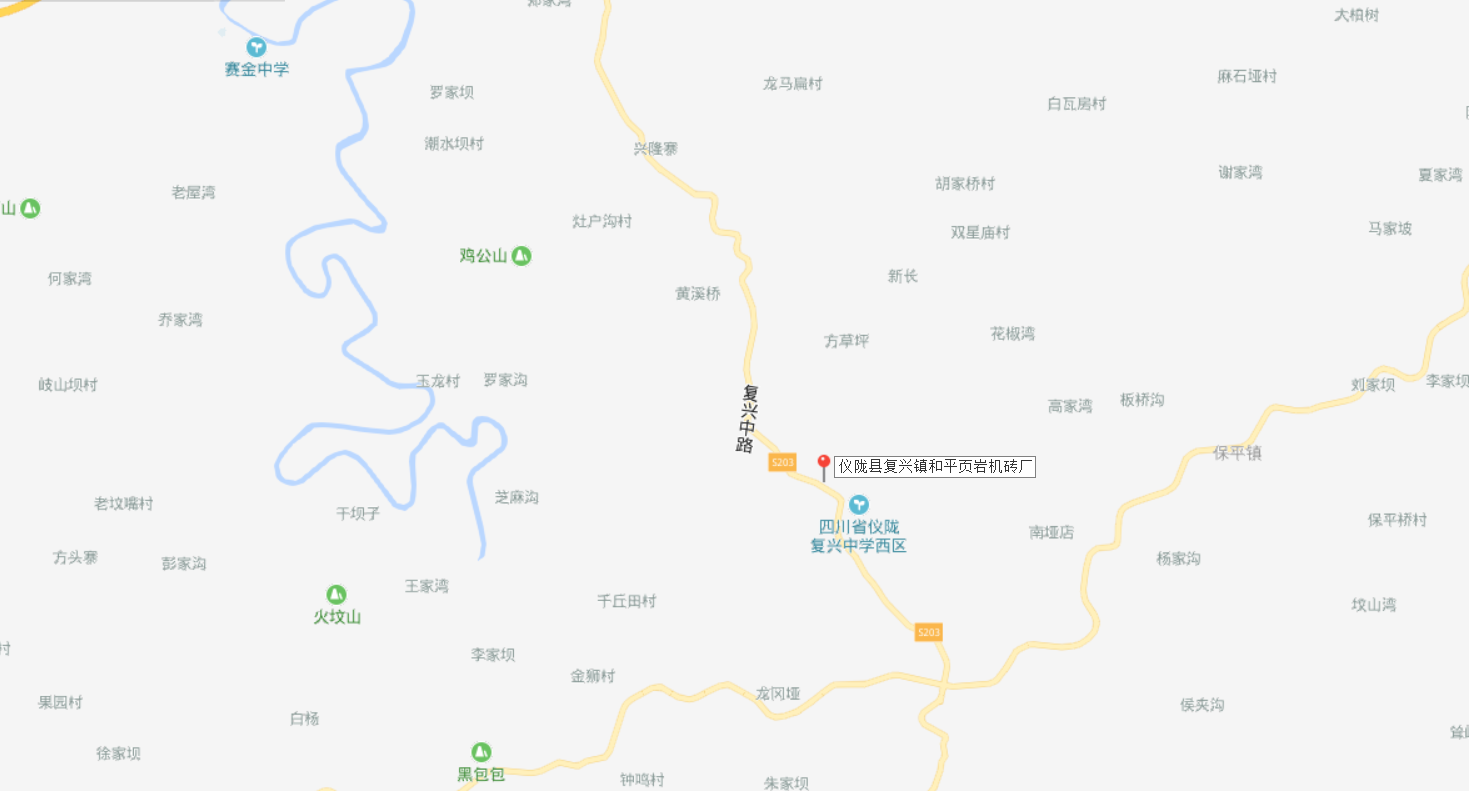 大柏树
赛金中学
麻石垭村
龙马扁村
罗家坝
白瓦房村
潮水坝村
兴隆寨
谢家湾
夏家湾
胡家桥村
老屋湾
山
灶户沟村
马家坡
双星庙村
鸡公山
新长
何家湾
黄溪桥
乔家湾
花椒湾
方草坪
玉龙村
罗家沟
岐山坝村
刘家坝
李家坝
复兴中路
板桥沟
高家湾
保平镇
S203
仪陇县复兴镇和平页岩机砖厂
芝麻沟
老坟嘴村
干坝子
保平桥村
四川省仪陇
复兴中学西区
南垭店
方头寨
彭家沟
杨家沟
王家湾
千丘田村
坟山湾
火坟山
S203
村
李家坝
金狮村
龙冈垭
果园村
侯夹沟
白杨
徐家坝
黑包包
钟鸣村
朱家坝